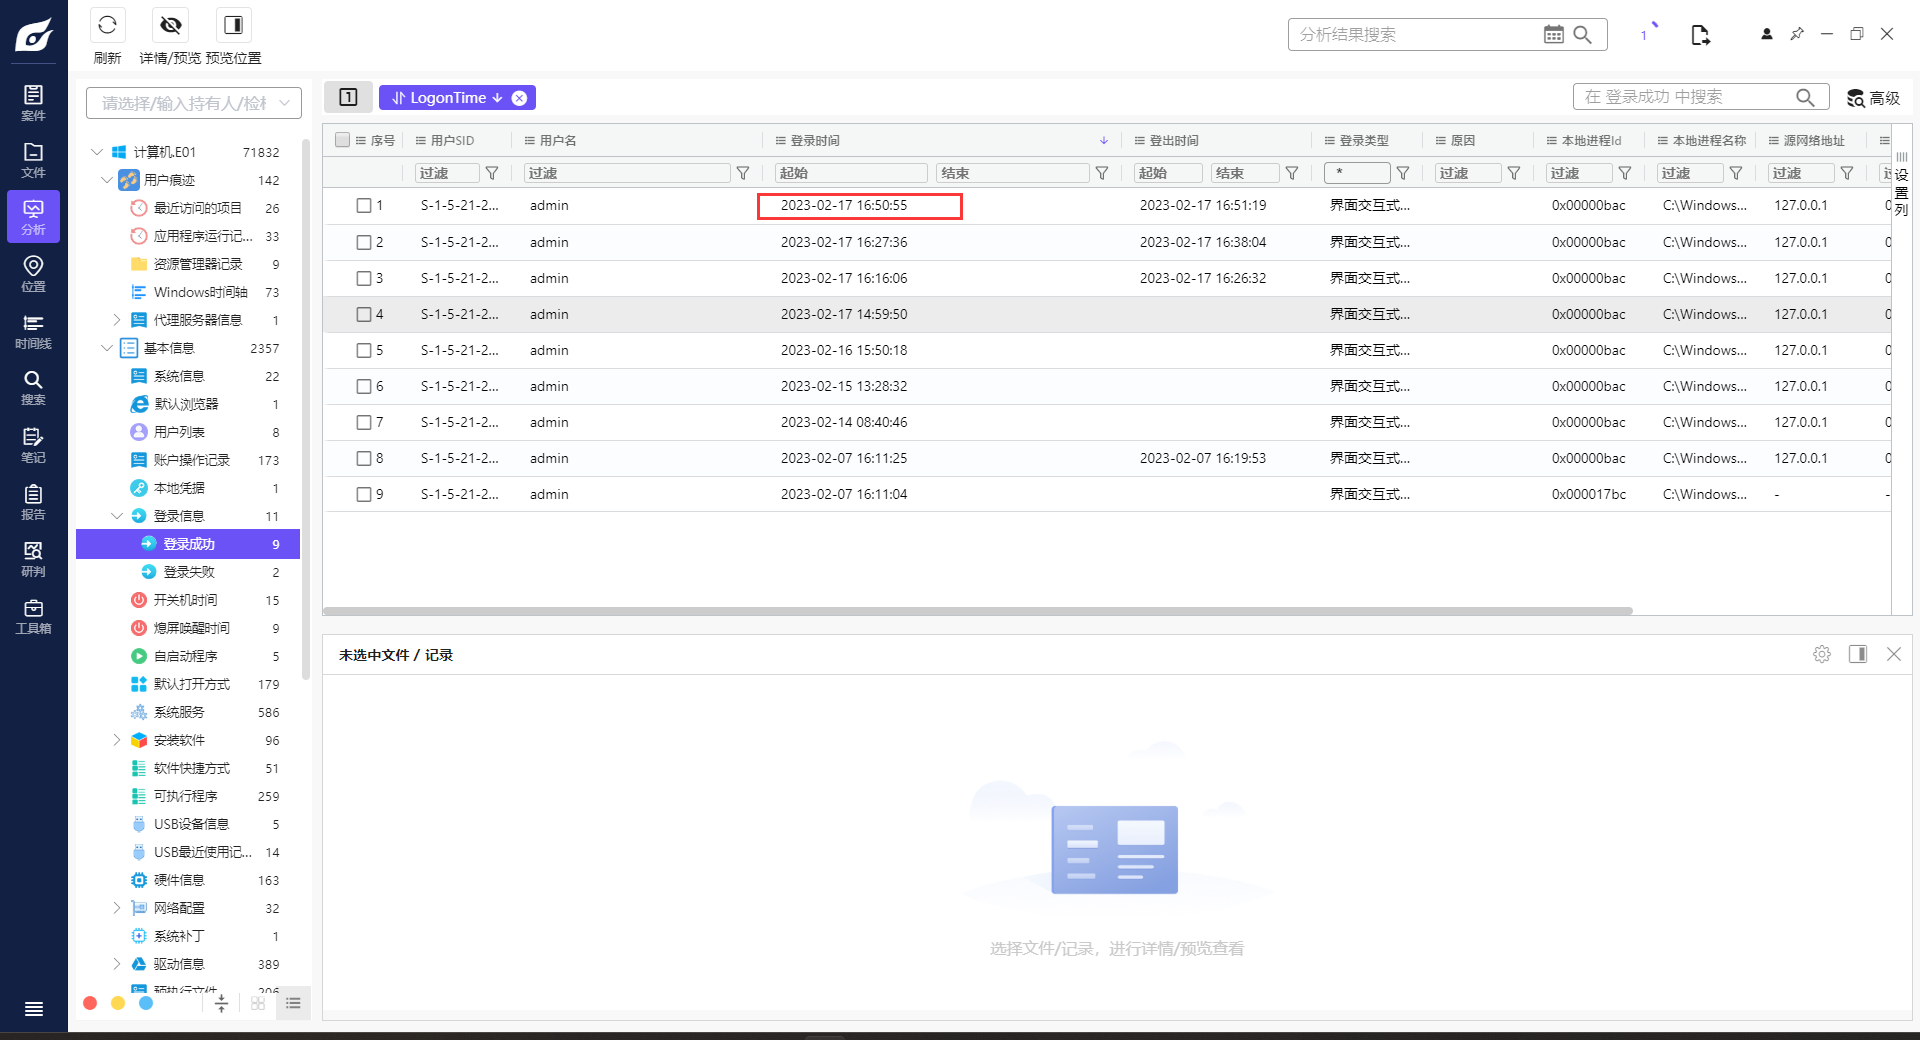 刷新
详情/预览
预览位置
分析结果搜索
1
案件
文件
分析
位置
时间线
搜索
笔记
报告
研判
工具箱
请选择/输入持有人/检材
计算机.E01 71832
用户痕迹 142
最近访问的项目 26
应用程序运行记... 33
资源管理器记录 9
Windows时间轴 73
代理服务器信息 1
基本信息 2357
系统信息 22
默认浏览器 1
用户列表 8
账户操作记录 173
本地凭据 1
登录信息 11
登录成功 9
登录失败 2
开关机时间 15
熄屏唤醒时间 9
自启动程序 5
默认打开方式 179
系统服务 586
安装软件 96
软件快捷方式 51
可执行程序 259
USB设备信息 5
USB最近使用记... 14
硬件信息 163
网络配置 32
系统补丁 1
驱动信息 389
预执行文件 206
1 LogonTime
在 登录成功 中搜索
高级
序号 用户SID 用户名 登录时间 登出时间 登录类型 原因 本地进程Id 本地进程名称 源网络地址
过滤 过滤 起始 结束 起始 结束 * 过滤 过滤 过滤 过滤
设置列
1 S-1-5-21-2... admin 2023-02-17 16:50:55 2023-02-17 16:51:19 界面交互式... 0x00000bac C:\Windows... 127.0.0.1 0
2 S-1-5-21-2... admin 2023-02-17 16:27:36 2023-02-17 16:38:04 界面交互式... 0x00000bac C:\Windows... 127.0.0.1 0
3 S-1-5-21-2... admin 2023-02-17 16:16:06 2023-02-17 16:26:32 界面交互式... 0x00000bac C:\Windows... 127.0.0.1 0
4 S-1-5-21-2... admin 2023-02-17 14:59:50 界面交互式... 0x00000bac C:\Windows... 127.0.0.1 0
5 S-1-5-21-2... admin 2023-02-16 15:50:18 界面交互式... 0x00000bac C:\Windows... 127.0.0.1 0
6 S-1-5-21-2... admin 2023-02-15 13:28:32 界面交互式... 0x00000bac C:\Windows... 127.0.0.1 0
7 S-1-5-21-2... admin 2023-02-14 08:40:46 界面交互式... 0x00000bac C:\Windows... 127.0.0.1 0
8 S-1-5-21-2... admin 2023-02-07 16:11:25 2023-02-07 16:19:53 界面交互式... 0x00000bac C:\Windows... 127.0.0.1 0
9 S-1-5-21-2... admin 2023-02-07 16:11:04 界面交互式... 0x000017bc C:\Windows... - -
未选中文件 / 记录
选择文件/记录，进行详情/预览查看